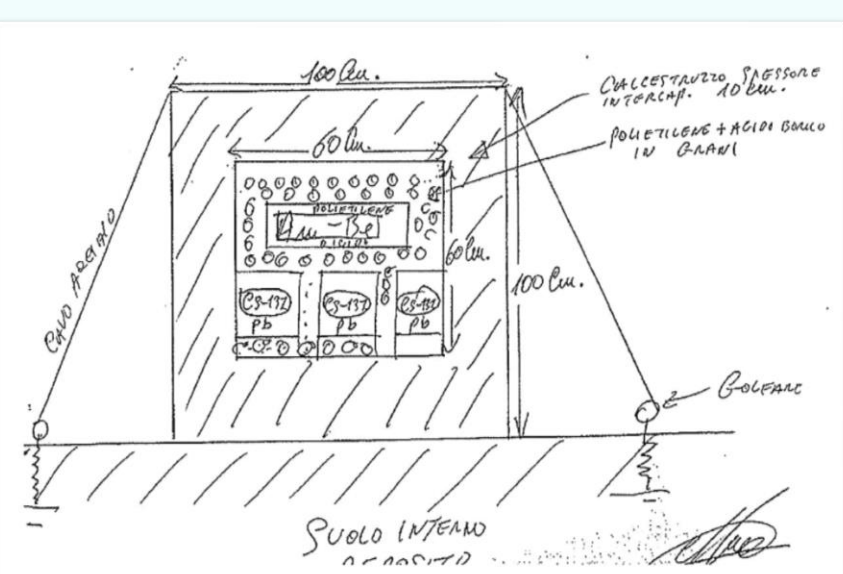 100 Cm.
CALCESTRUZZO SPESSORE
INTERCAP. 10 cm.
POLIETILENE + ACIDO BORICO
IN GRANI
60 Cm.
POLIETILENE
Am-Be
60 Cm.
CAVO ACCIAIO
100 Cm.
Cs-137
Pb
Cs-137
Pb
Cs-137
Pb
GOLFARE
SUOLO INTERNO
DEPOSITO